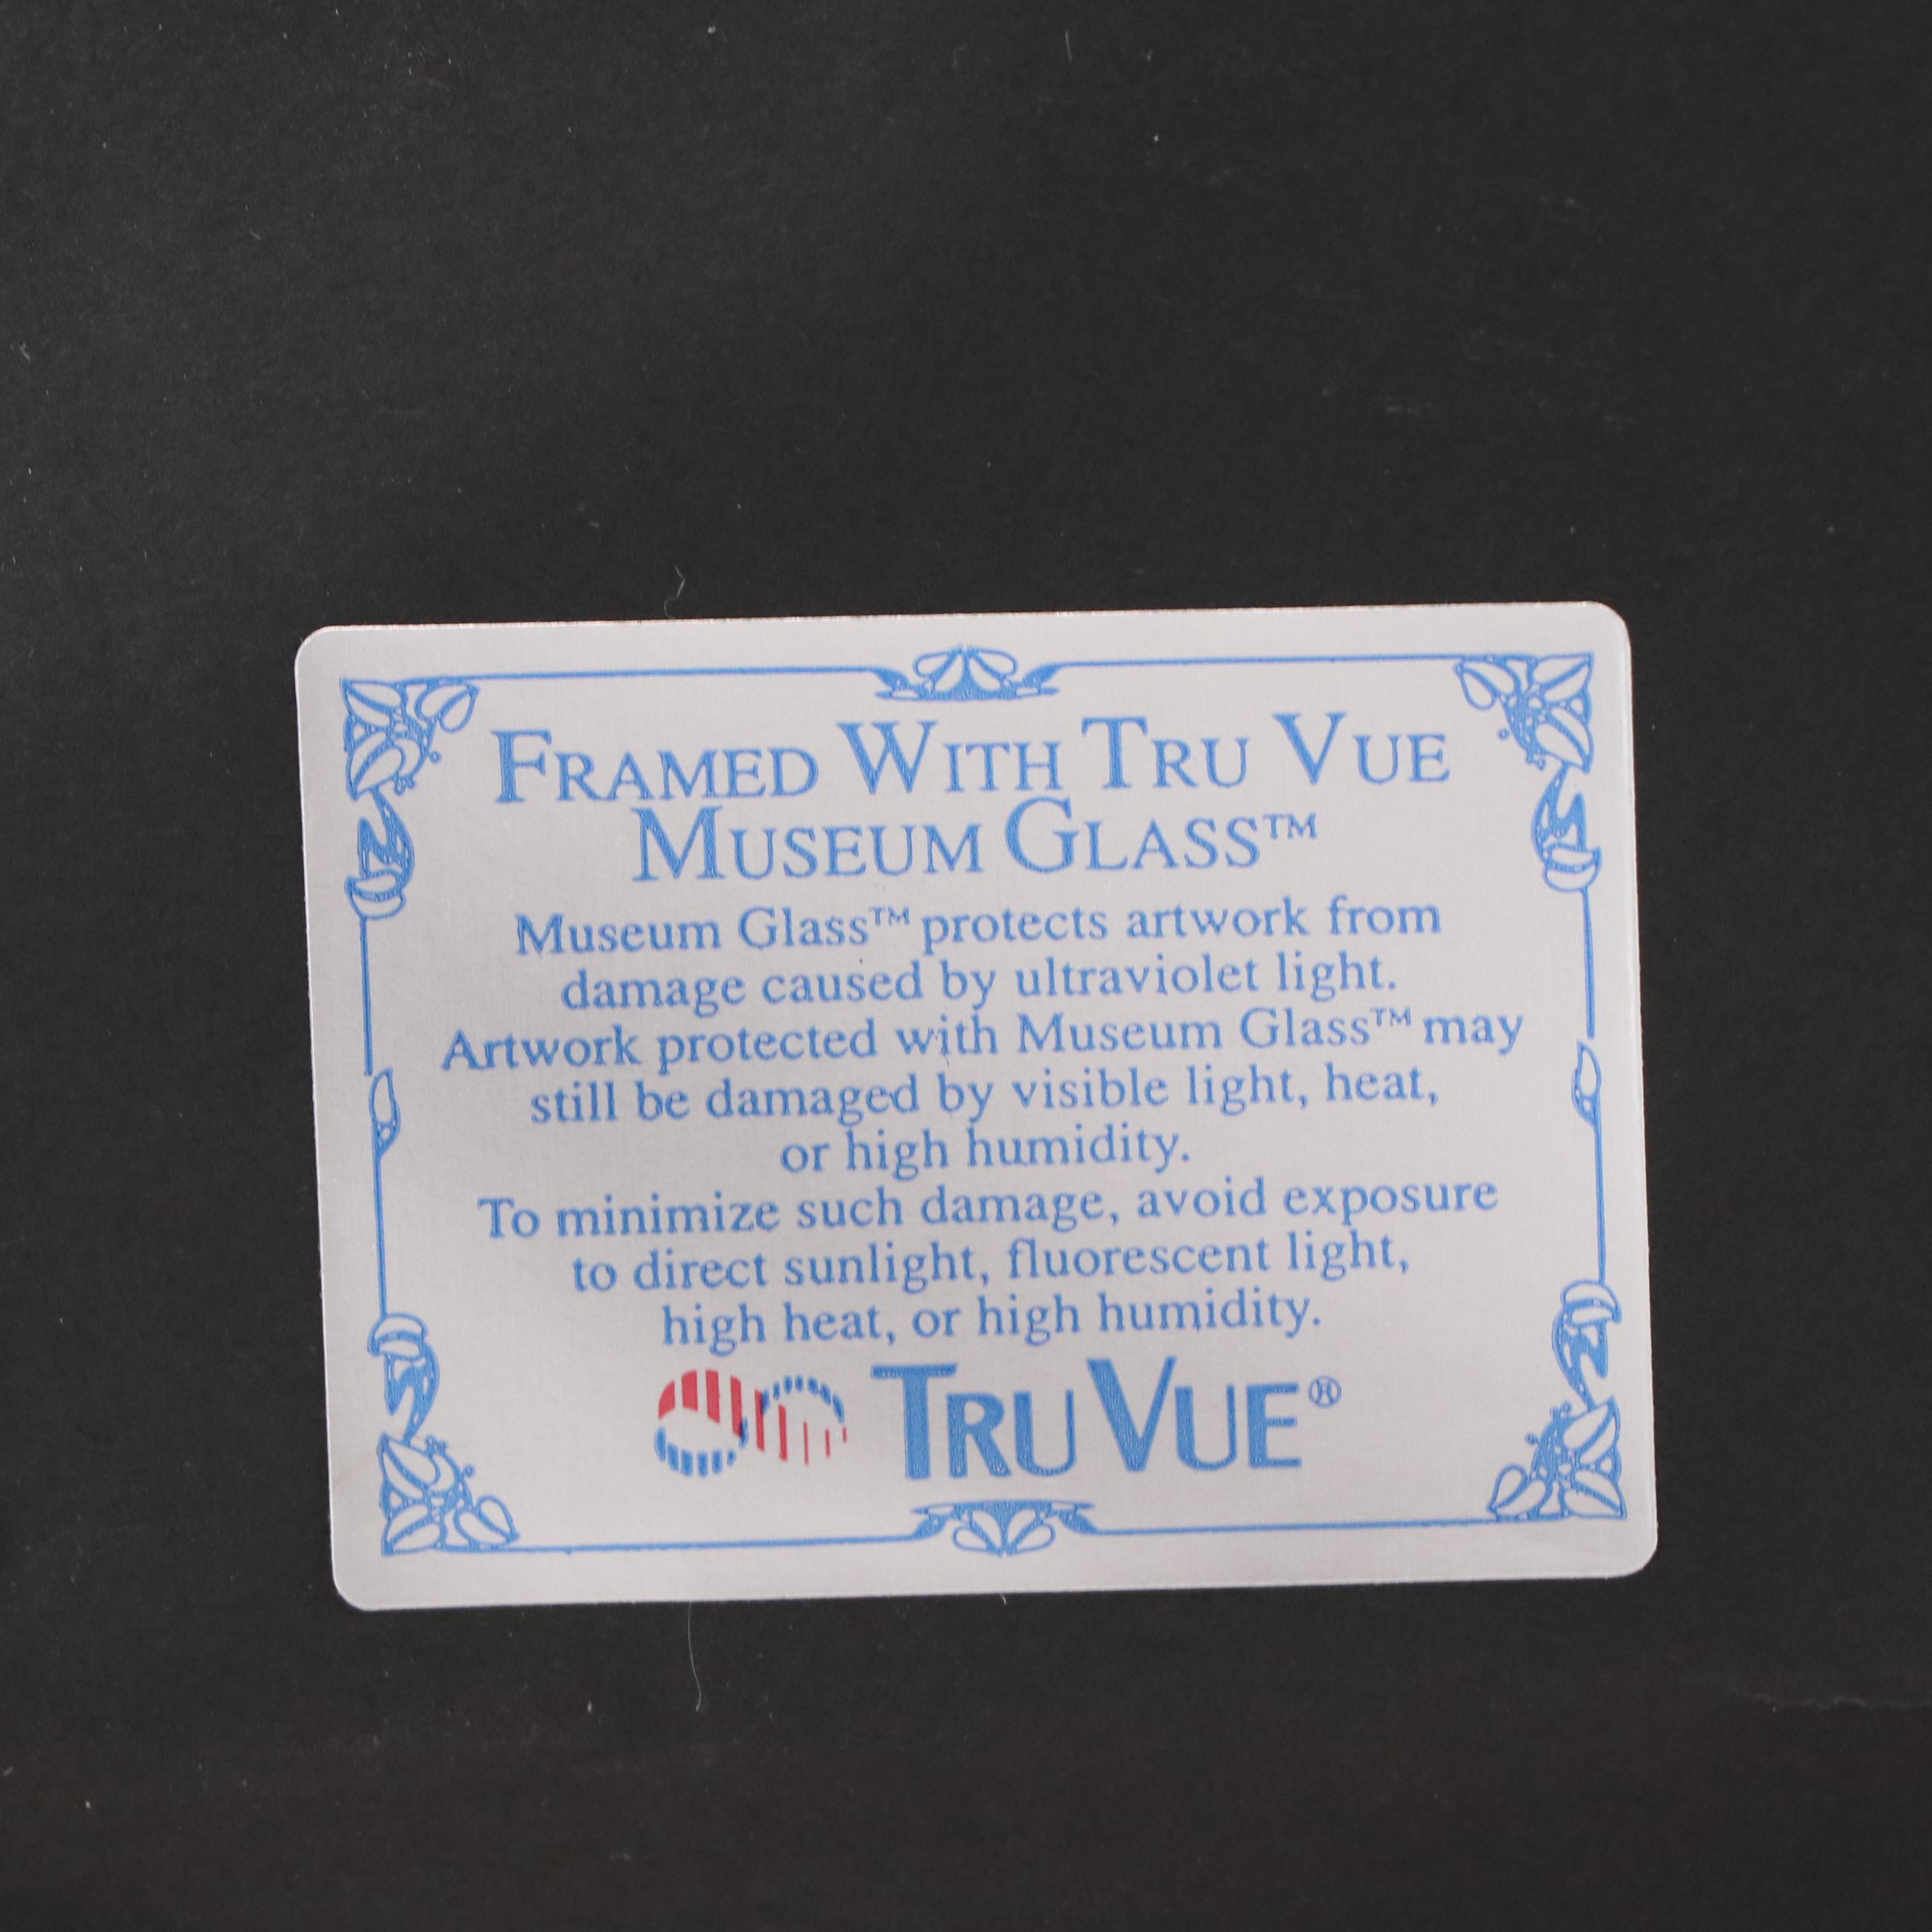 FRAMED WITH TRU VUE
MUSEUM GLASS™
Museum Glass™ protects artwork from
damage caused by ultraviolet light.
Artwork protected with Museum Glass™ may
still be damaged by visible light, heat,
or high humidity.
To minimize such damage, avoid exposure
to direct sunlight, fluorescent light,
high heat, or high humidity.
TRU VUE®